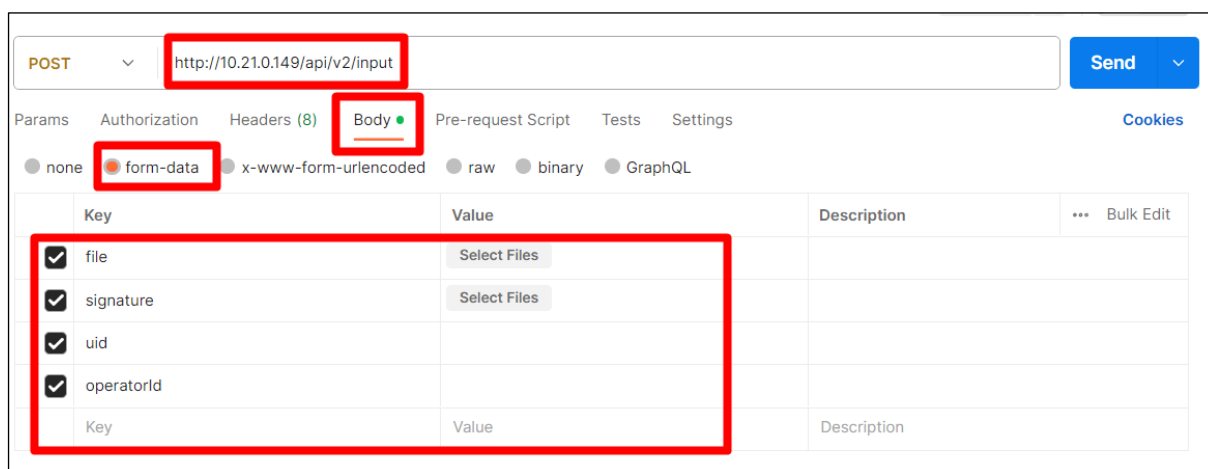 POST http://10.21.0.149/api/v2/input Send
Params Authorization Headers (8) Body Pre-request Script Tests Settings Cookies
none form-data x-www-form-urlencoded raw binary GraphQL
Key Value Description ••• Bulk Edit
file Select Files
signature Select Files
uid
operatorId
Key Value Description